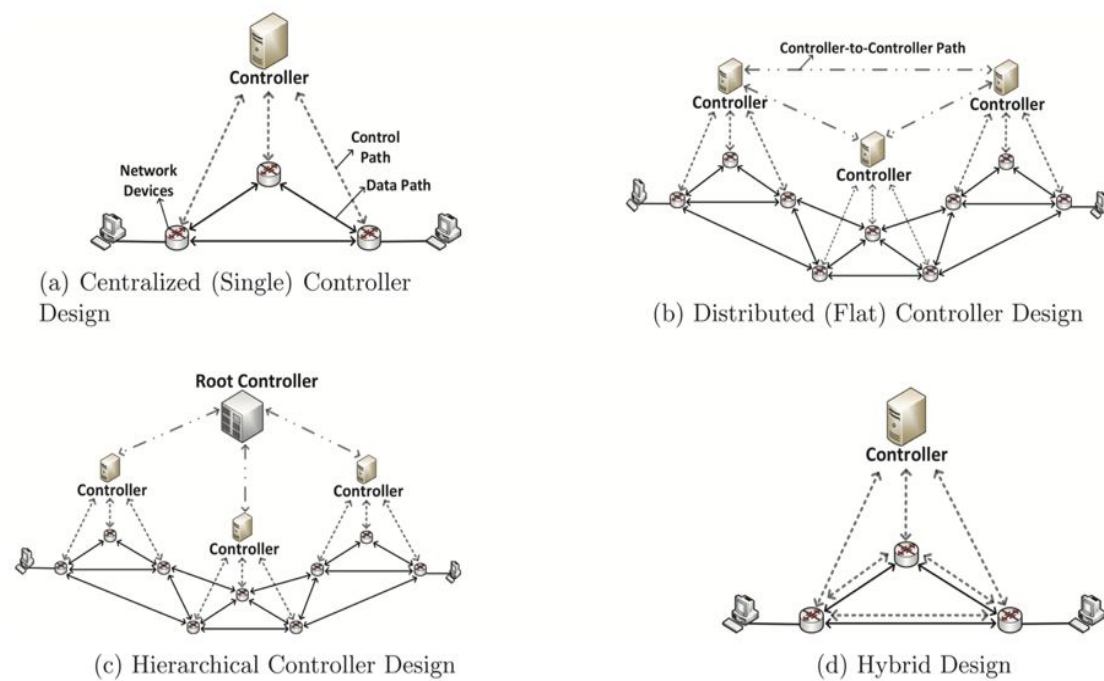 Controller
Control
Path
Network
Devices
Data Path
(a) Centralized (Single) Controller
Design
Controller-to-Controller Path
Controller
Controller
Controller
(b) Distributed (Flat) Controller Design
Root Controller
Controller
Controller
Controller
(c) Hierarchical Controller Design
Controller
(d) Hybrid Design